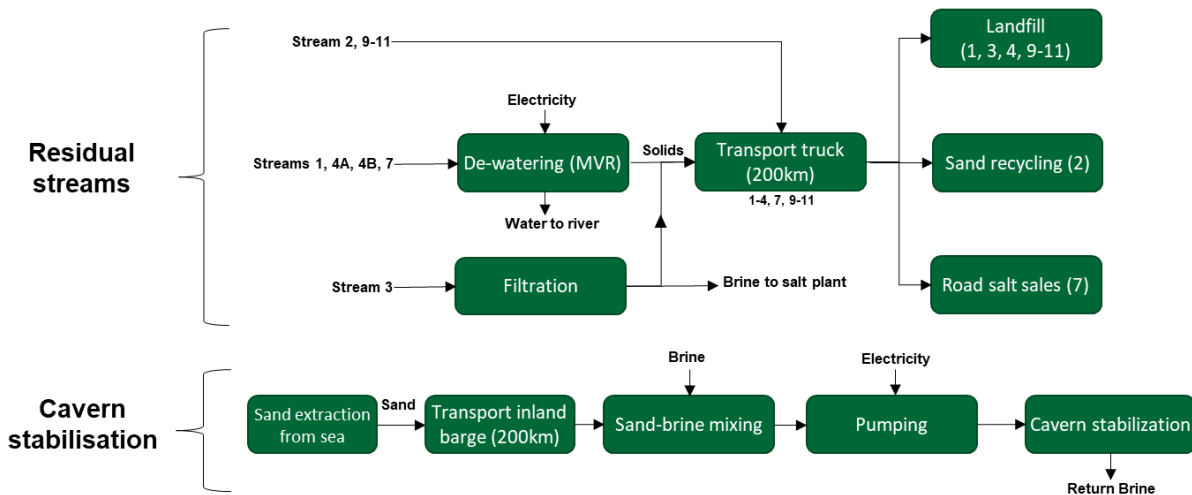 Residual
streams
Stream 2, 9-11
Electricity
Streams 1, 4A, 4B, 7
De-watering (MVR)
Solids
Water to river
Stream 3
Filtration
Brine to salt plant
Transport truck
(200km)
1-4, 7, 9-11
Landfill
(1, 3, 4, 9-11)
Sand recycling (2)
Road salt sales (7)
Cavern
stabilisation
Sand extraction
from sea
Sand
Transport inland
barge (200km)
Brine
Sand-brine mixing
Electricity
Pumping
Cavern stabilization
Return Brine